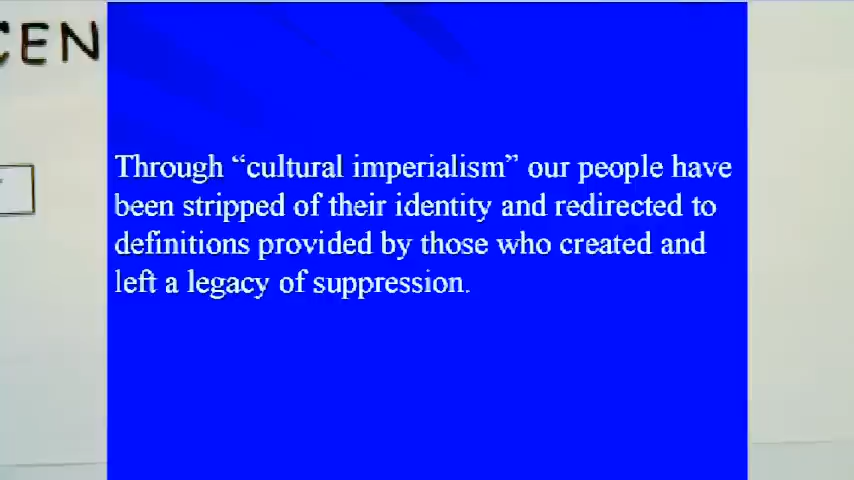 CEN
Through “cultural imperialism” our people have
been stripped of their identity and redirected to
definitions provided by those who created and
left a legacy of suppression.